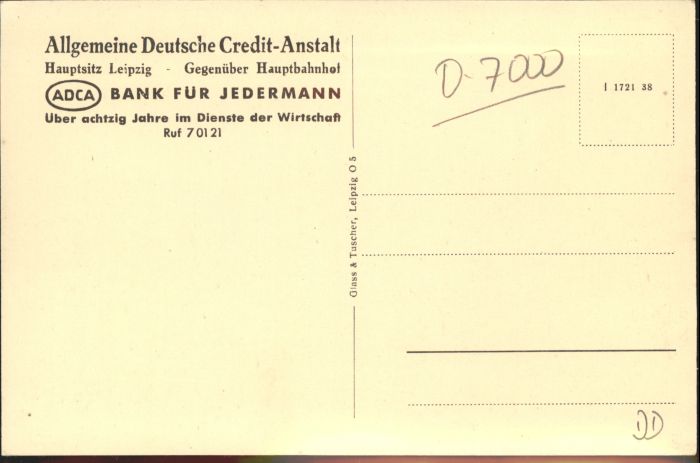 Allgemeine Deutsche Credit-Anstalt
Hauptsitz Leipzig - Gegenüber Hauptbahnhof
ADCA BANK FÜR JEDERMANN
Über achtzig Jahre im Dienste der Wirtschaft
Ruf 70121
Glass & Tuscher, Leipzig O 5
D-7000
I 1721 38
DD